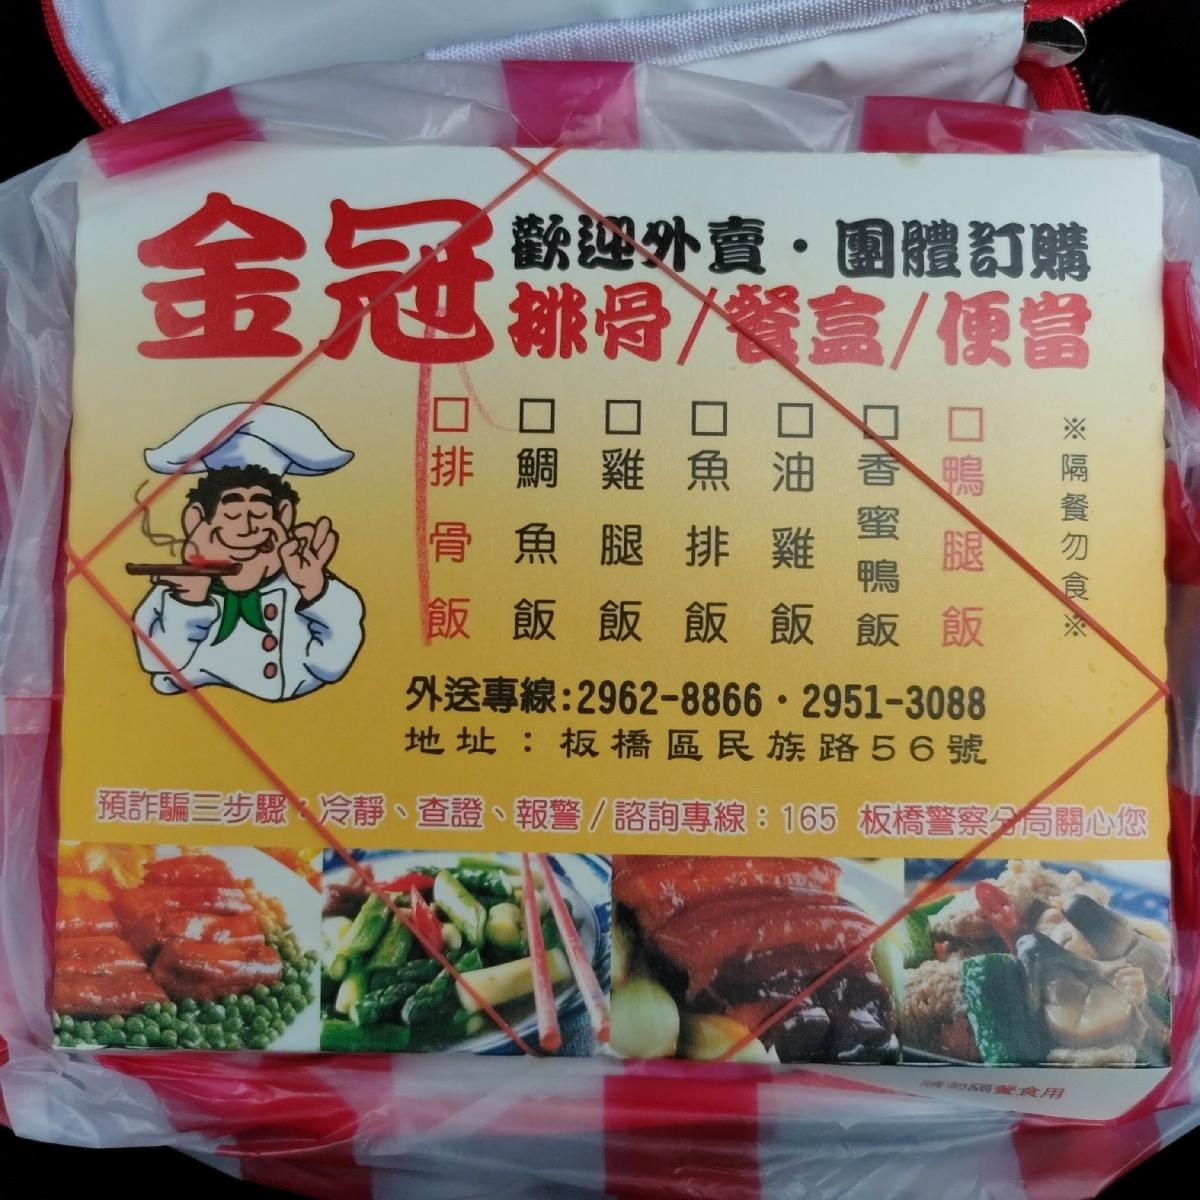 金冠
歡迎外賣・團體訂購
排骨/餐盒/便當
□排骨飯
□鯛魚飯
□雞腿飯
□魚排飯
□油雞飯
□香蜜鴨飯
□鴨腿飯
※隔餐勿食※
外送專線:2962-8866・2951-3088
地址：板橋區民族路56號
預詐騙三步驟：冷靜、查證、報警/諮詢專線：165 板橋警察分局關心您
請勿隔餐食用